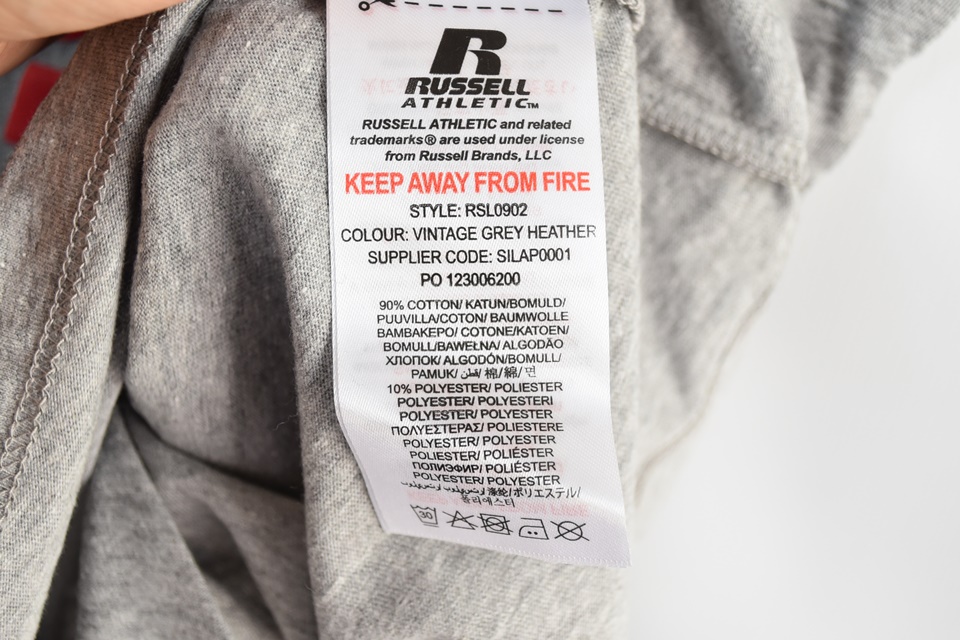 R
RUSSELL
ATHLETIC™
RUSSELL ATHLETIC and related
trademarks® are used under license
from Russell Brands, LLC
KEEP AWAY FROM FIRE
STYLE: RSL0902
COLOUR: VINTAGE GREY HEATHER
SUPPLIER CODE: SILAP0001
PO 123006200
90% COTTON/ KATUN/BOMULD/
PUUVILLA/COTON/ BAUMWOLLE
BAMBAKEPO/ COTONE/KATOEN/
BOMULL/BAWEŁNA/ ALGODÃO
ХЛОПОК/ ALGODÓN/BOMULL/
PAMUK/ قطن/ 棉/ 綿/ 면
10% POLYESTER/ POLIESTER
POLYESTER/ POLYESTERI
POLYESTER/ POLYESTER
ΠΟΛΥΕΣΤΕΡΑΣ/ POLIESTERE
POLYESTER/ POLYESTER
POLIESTER/ POLIÉSTER
ПОЛИЭФИР/ POLIÉSTER
POLYESTER/ POLYESTER
/ポリエステル/
폴리에스터
30